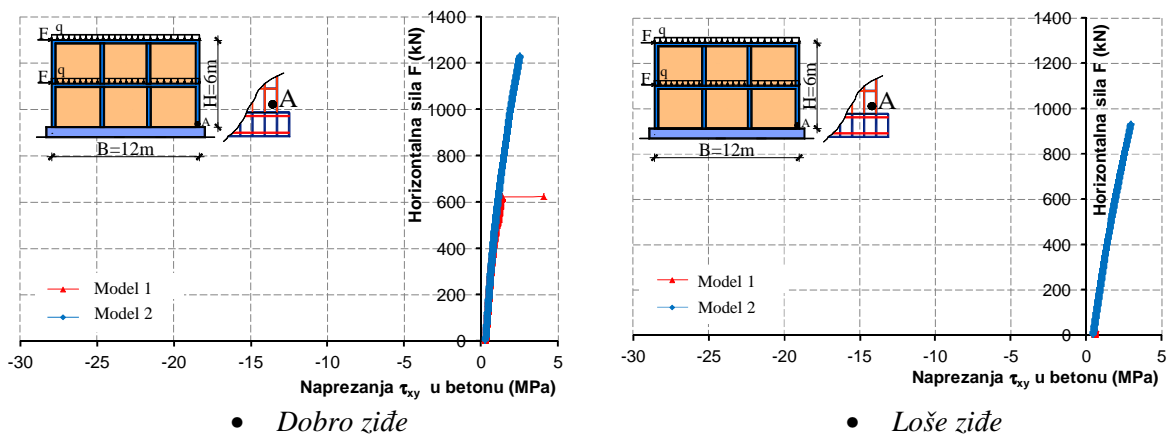 1400
1200
1000
800
600
400
200
0
Horizontalna sila F (kN)
F
q
F
q
H=6m
A
A
B=12m
Model 1
Model 2
-30 -25 -20 -15 -10 -5 0 5
Naprezanja τxy u betonu (MPa)
• Dobro ziđe
1400
1200
1000
800
600
400
200
0
Horizontalna sila F (kN)
F
q
F
q
H=6m
A
A
B=12m
Model 1
Model 2
-30 -25 -20 -15 -10 -5 0 5
Naprezanja τxy u betonu (MPa)
• Loše ziđe